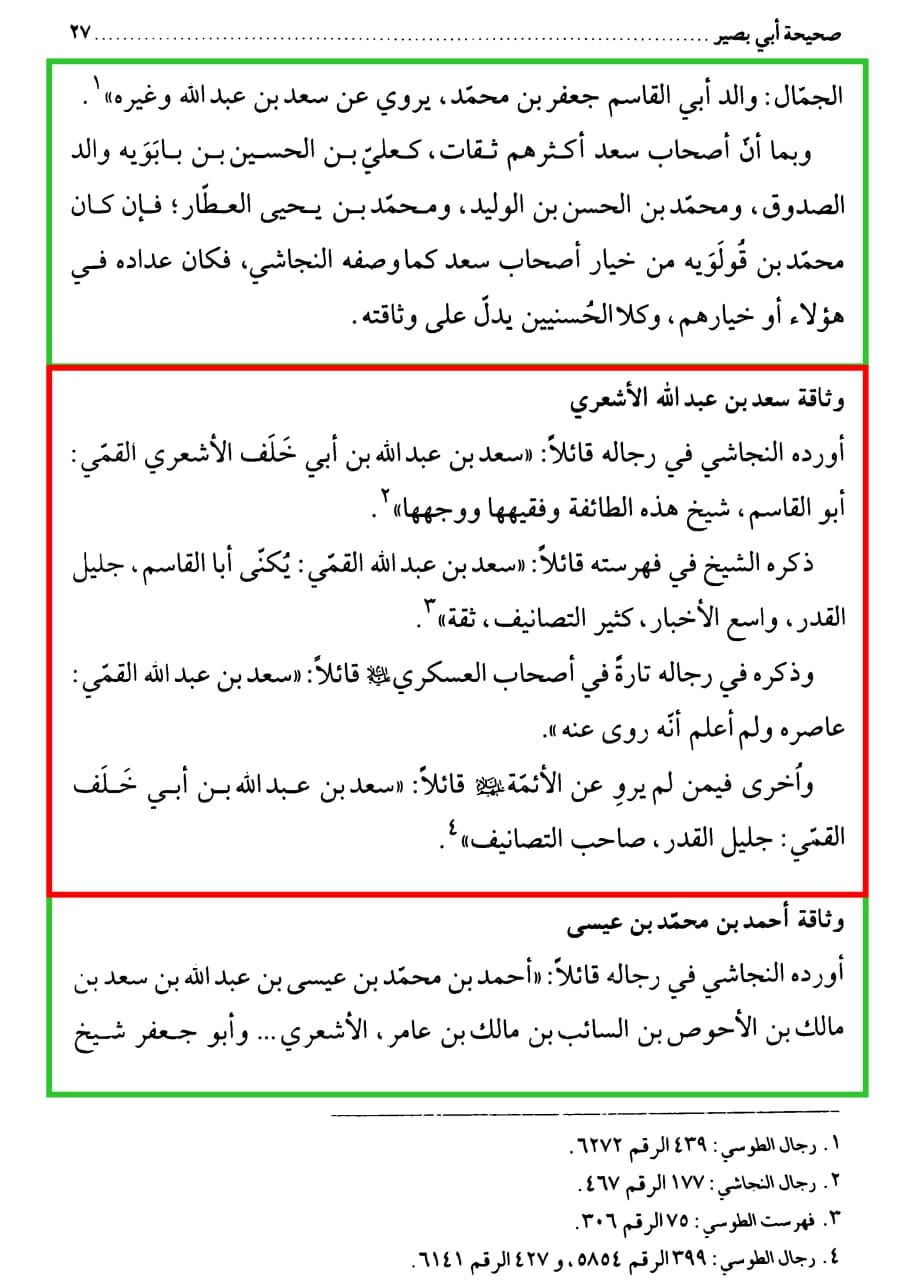 صحيحة أبي بصير ........................................................................................ ٢٧
الجمّال: والد أبي القاسم جعفر بن محمّد، يروي عن سعد بن عبد الله وغيره»١.
وبما أنّ أصحاب سعد أكثرهم ثقات، كعليّ بن الحسين بن بابَوَيه والد
الصدوق، ومحمّد بن الحسن بن الوليد، ومحمّد بن يحيى العطّار؛ فإن كان
محمّد بن قُولَوَيه من خيار أصحاب سعد كما وصفه النجاشي، فكان عداده في
هؤلاء أو خيارهم، وكلا الحُسنيين يدلّ على وثاقته.
وثاقة سعد بن عبد الله الأشعري
أورده النجاشي في رجاله قائلاً: «سعد بن عبد الله بن أبي خَلَف الأشعري القمّي:
أبو القاسم، شيخ هذه الطائفة وفقيهها ووجهها»٢.
ذكره الشيخ في فهرسته قائلاً: «سعد بن عبد الله القمّي: يُكنّى أبا القاسم، جليل
القدر، واسع الأخبار، كثير التصانيف، ثقة»٣.
وذكره في رجاله تارةً في أصحاب العسكري قائلاً: «سعد بن عبد الله القمّي:
عاصره ولم أعلم أنّه روى عنه».
وأُخرى فيمن لم يروِ عن الأئمّة قائلاً: «سعد بن عبد الله بن أبي خَلَف
القمّي: جليل القدر، صاحب التصانيف»٤.
وثاقة أحمد بن محمّد بن عيسى
أورده النجاشي في رجاله قائلاً: «أحمد بن محمّد بن عيسى بن عبد الله بن سعد بن
مالك بن الأحوص بن السائب بن مالك بن عامر، الأشعري... وأبو جعفر شيخ
١. رجال الطوسي: ٤٣٩ الرقم ٦٢٧٢.
٢. رجال النجاشي: ١٧٧ الرقم ٤٦٧.
٣. فهرست الطوسي: ٧٥ الرقم ٣٠٦.
٤. رجال الطوسي: ٣٩٩ الرقم ٥٨٥٤، و ٤٢٧ الرقم ٦١٤١.